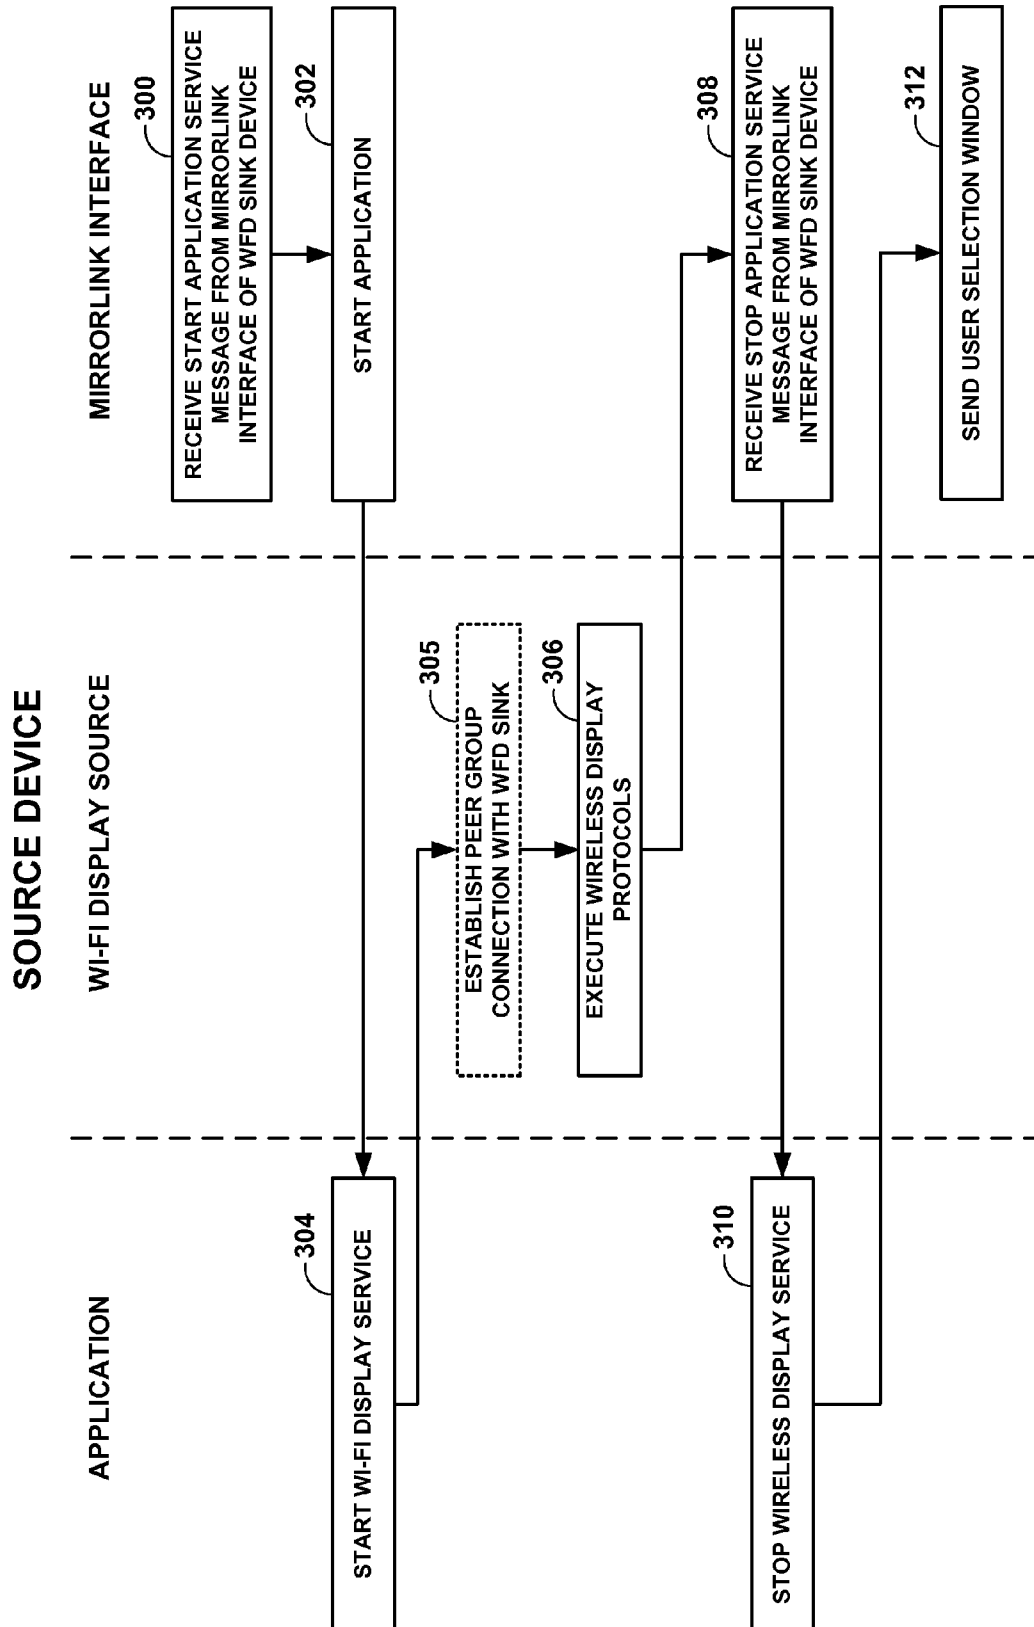 SOURCE DEVICE
APPLICATION
WI-FI DISPLAY SOURCE
MIRRORLINK INTERFACE
300
RECEIVE START APPLICATION SERVICE
MESSAGE FROM MIRRORLINK
INTERFACE OF WFD SINK DEVICE
302
START APPLICATION
304
START WI-FI DISPLAY SERVICE
305
ESTABLISH PEER GROUP
CONNECTION WITH WFD SINK
306
EXECUTE WIRELESS DISPLAY
PROTOCOLS
308
RECEIVE STOP APPLICATION SERVICE
MESSAGE FROM MIRRORLINK
INTERFACE OF WFD SINK DEVICE
310
STOP WIRELESS DISPLAY SERVICE
312
SEND USER SELECTION WINDOW